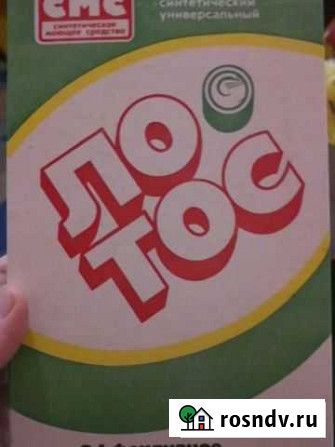 СМС
синтетическое
моющее средство
синтетический
универсальный
ЛО
ТОС
rosndv.ru